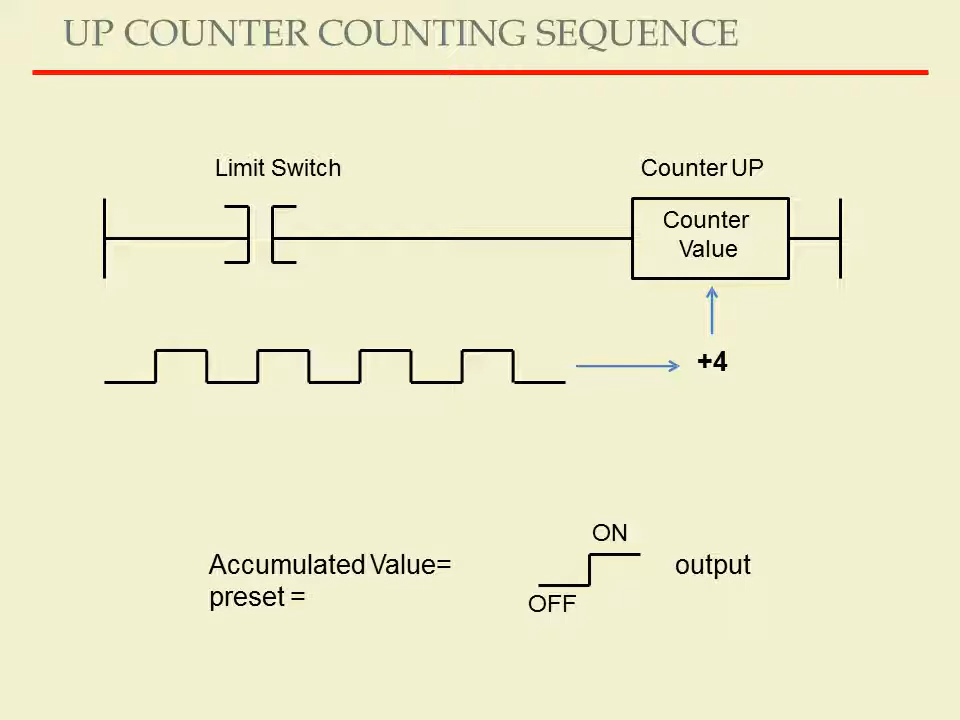 UP COUNTER COUNTING SEQUENCE
Limit Switch
Counter UP
Counter
Value
+4
ON
Accumulated Value=
output
preset =
OFF